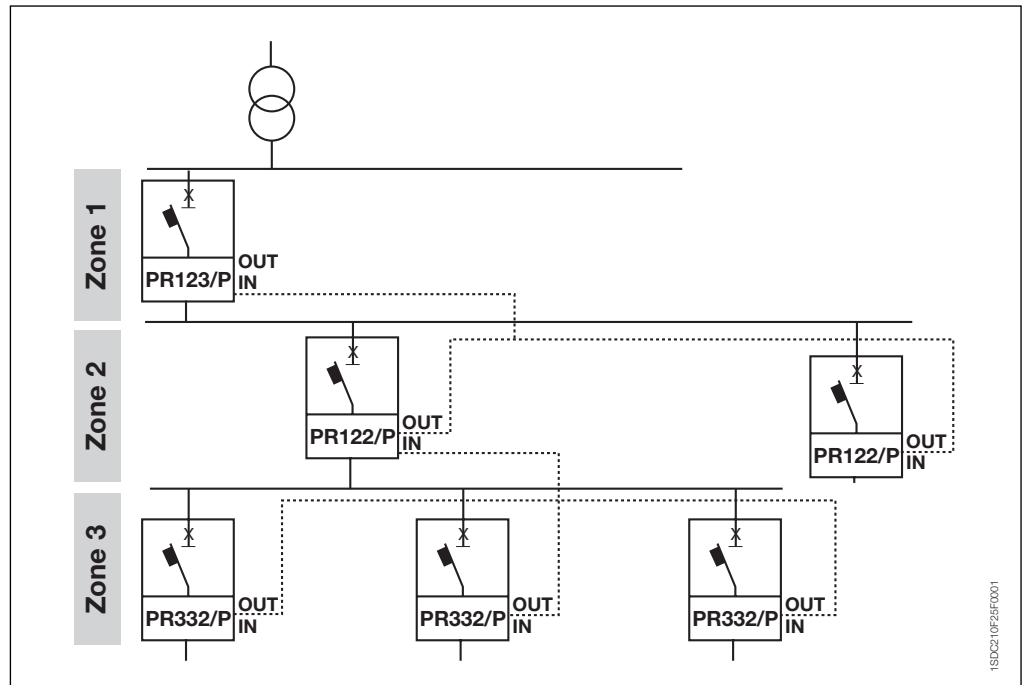 Zone 1
PR123/P
OUT
IN
Zone 2
PR122/P
OUT
IN
PR122/P
OUT
IN
Zone 3
PR332/P
OUT
IN
PR332/P
OUT
IN
PR332/P
OUT
IN
1SDC210F25F0001